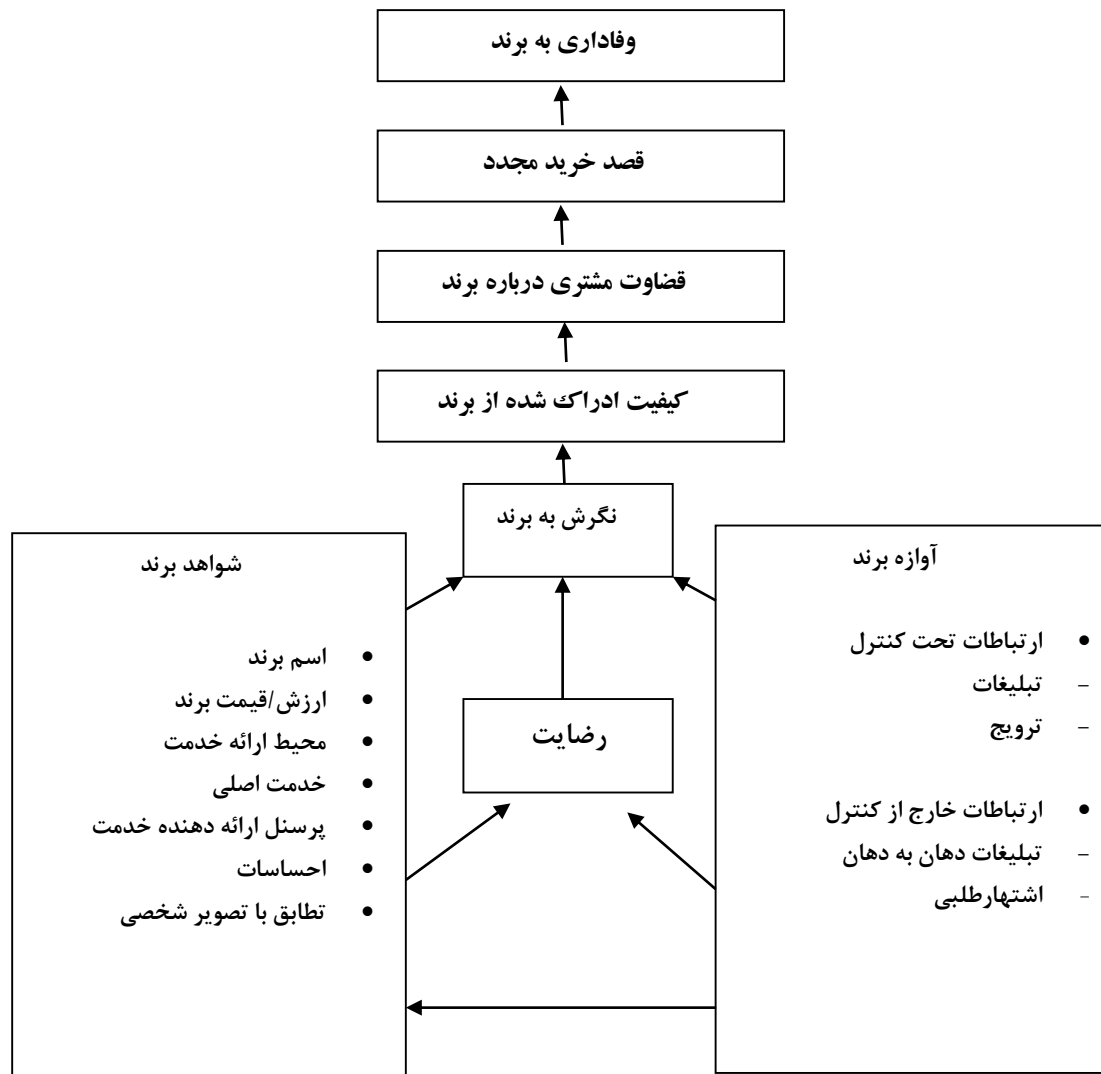 وفاداری به برند
قصد خرید مجدد
قضاوت مشتری درباره برند
کیفیت ادراک شده از برند
نگرش به برند
آوازه برند
• ارتباطات تحت کنترل
- تبلیغات
- ترویج
• ارتباطات خارج از کنترل
- تبلیغات دهان به دهان
- اشتهارطلبی
رضایت
شواهد برند
• اسم برند
• ارزش/قیمت برند
• محیط ارائه خدمت
• خدمت اصلی
• پرسنل ارائه دهنده خدمت
• احساسات
• تطابق با تصویر شخصی